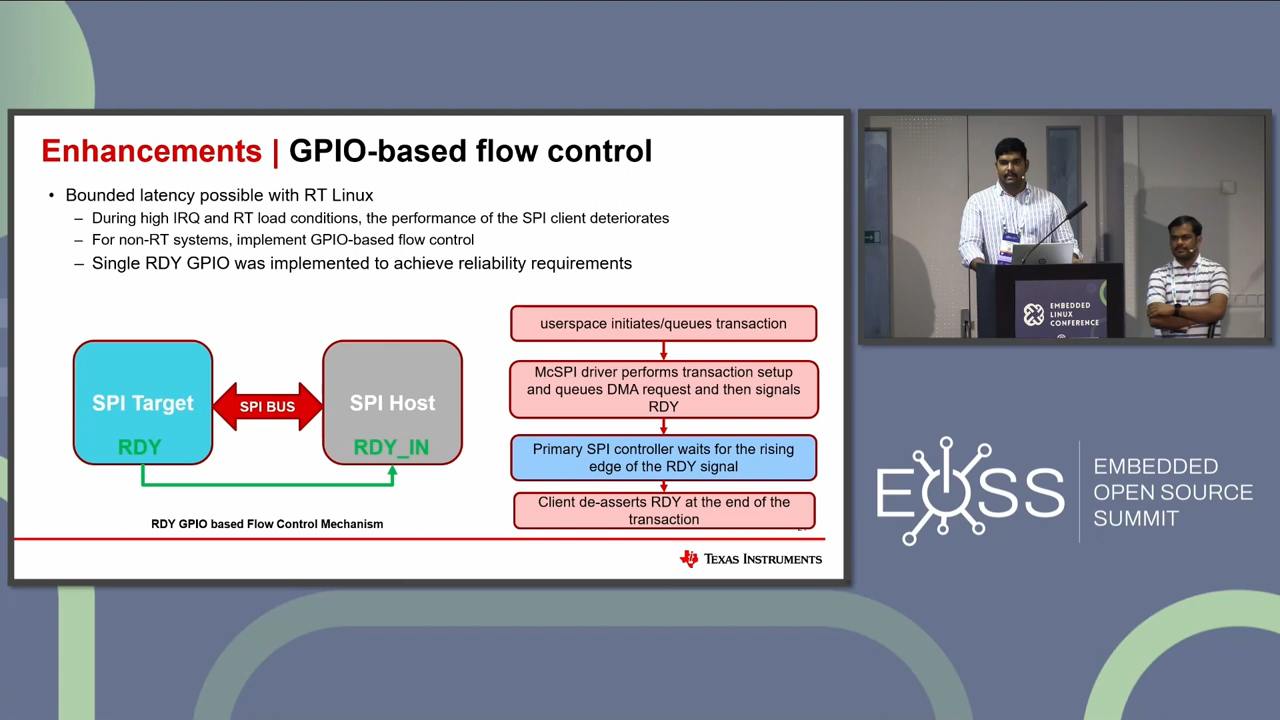 Enhancements | GPIO-based flow control
• Bounded latency possible with RT Linux
– During high IRQ and RT load conditions, the performance of the SPI client deteriorates
– For non-RT systems, implement GPIO-based flow control
– Single RDY GPIO was implemented to achieve reliability requirements
SPI Target
RDY
SPI BUS
SPI Host
RDY_IN
RDY GPIO based Flow Control Mechanism
userspace initiates/queues transaction
McSPI driver performs transaction setup
and queues DMA request and then signals
RDY
Primary SPI controller waits for the rising
edge of the RDY signal
Client de-asserts RDY at the end of the
transaction
TEXAS INSTRUMENTS
EMBEDDED
LINUX
CONFERENCE
EOSS
EMBEDDED
OPEN SOURCE
SUMMIT